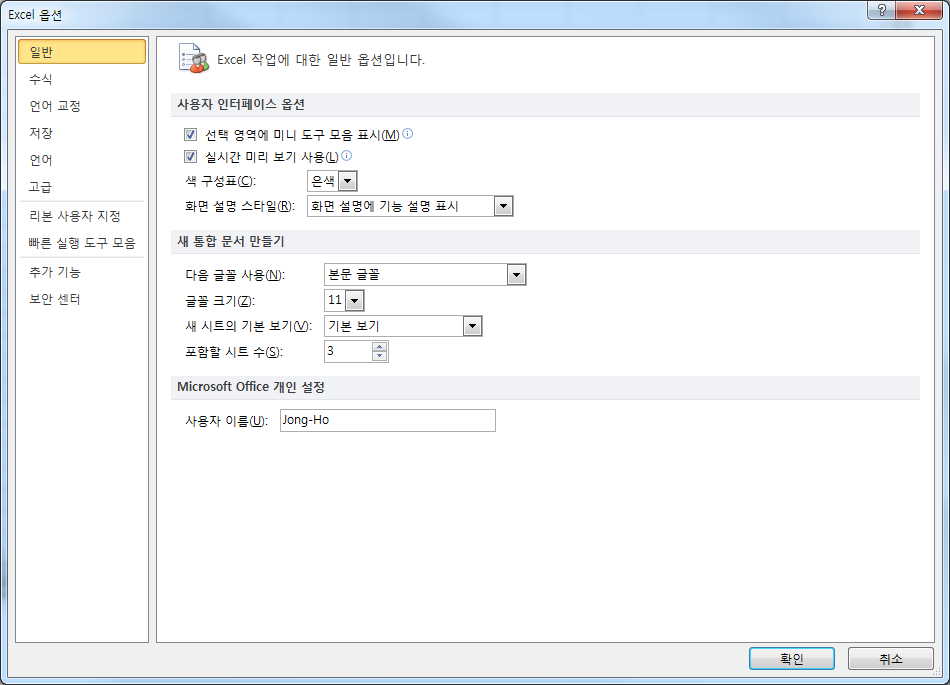 Excel 옵션
일반
수식
언어 교정
저장
언어
고급
리본 사용자 지정
빠른 실행 도구 모음
추가 기능
보안 센터
Excel 작업에 대한 일반 옵션입니다.
사용자 인터페이스 옵션
선택 영역에 미니 도구 모음 표시(M)
실시간 미리 보기 사용(L)
색 구성표(C): 은색
화면 설명 스타일(R): 화면 설명에 기능 설명 표시
새 통합 문서 만들기
다음 글꼴 사용(N): 본문 글꼴
글꼴 크기(Z): 11
새 시트의 기본 보기(V): 기본 보기
포함할 시트 수(S): 3
Microsoft Office 개인 설정
사용자 이름(U): Jong-Ho
확인 취소